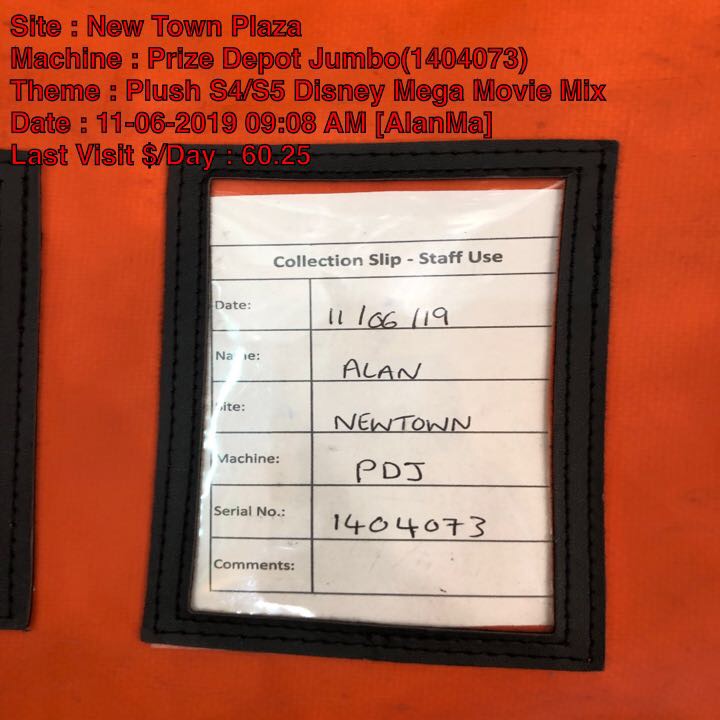 Site : New Town Plaza
Machine : Prize Depot Jumbo(1404073)
Theme : Plush S4/S5 Disney Mega Movie Mix
Date : 11-06-2019 09:08 AM [AlanMa]
Last Visit $/Day : 60.25
Collection Slip - Staff Use
Date: 11/06/19
Name: ALAN
Site: NEWTOWN
Machine: PDJ
Serial No.: 1404073
Comments: